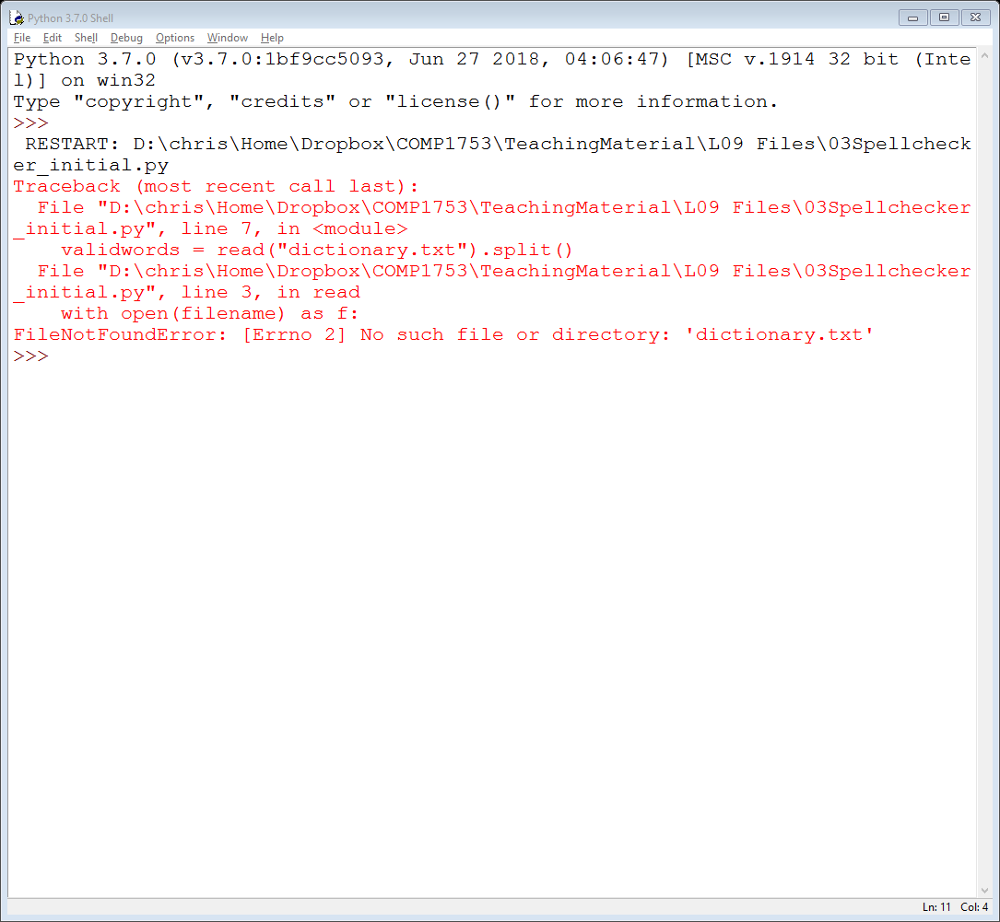 Python 3.7.0 Shell
File Edit Shell Debug Options Window Help
Python 3.7.0 (v3.7.0:1bf9cc5093, Jun 27 2018, 04:06:47) [MSC v.1914 32 bit (Inte
l)] on win32
Type "copyright", "credits" or "license()" for more information.
>>>
 RESTART: D:\chris\Home\Dropbox\COMP1753\TeachingMaterial\L09 Files\03Spellcheck
er_initial.py
Traceback (most recent call last):
  File "D:\chris\Home\Dropbox\COMP1753\TeachingMaterial\L09 Files\03Spellchecker
_initial.py", line 7, in <module>
    validwords = read("dictionary.txt").split()
  File "D:\chris\Home\Dropbox\COMP1753\TeachingMaterial\L09 Files\03Spellchecker
_initial.py", line 3, in read
    with open(filename) as f:
FileNotFoundError: [Errno 2] No such file or directory: 'dictionary.txt'
>>>
Ln: 11 Col: 4